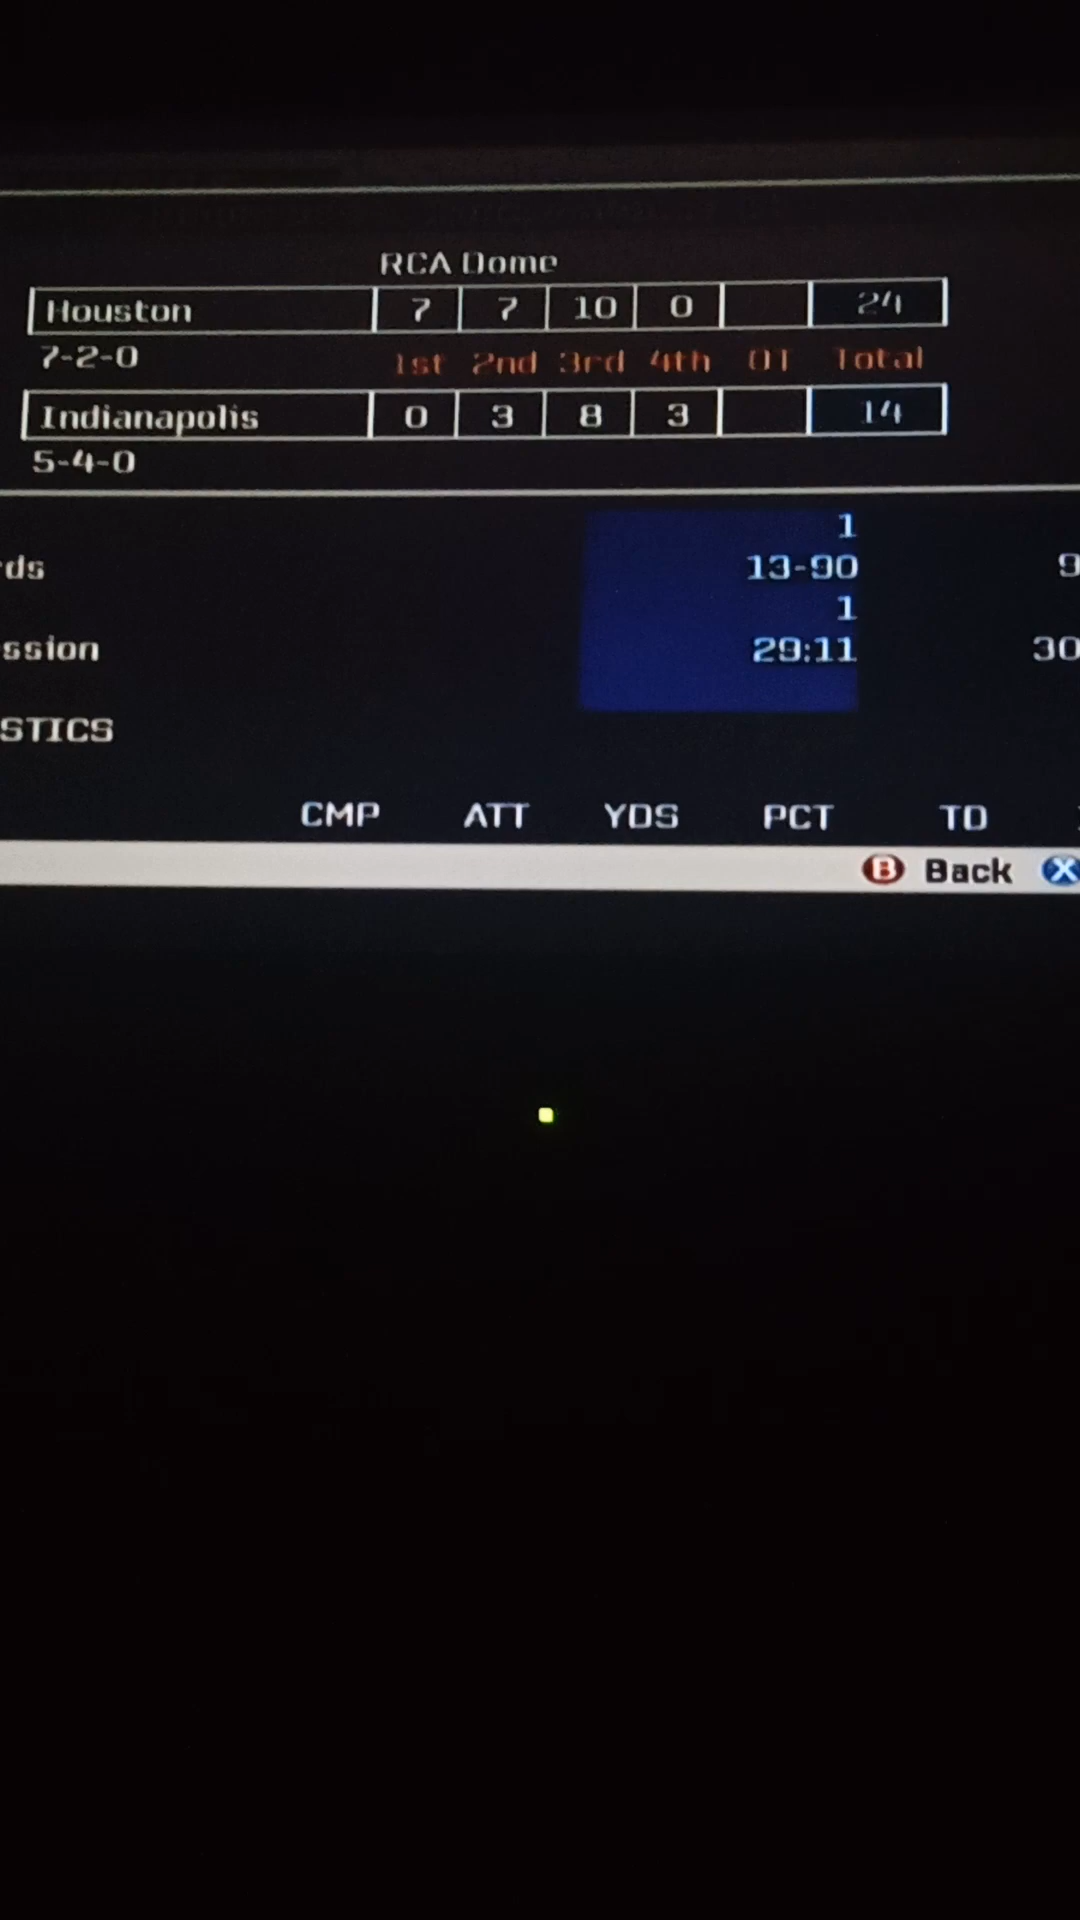 RCA Dome
Houston 7 7 10 0 24
7-2-0 1st 2nd 3rd 4th OT Total
Indianapolis 0 3 8 3 14
5-4-0
1
rds 13-90 9
1
ssion 29:11 30
STICS
CMP ATT YDS PCT TD
B Back X